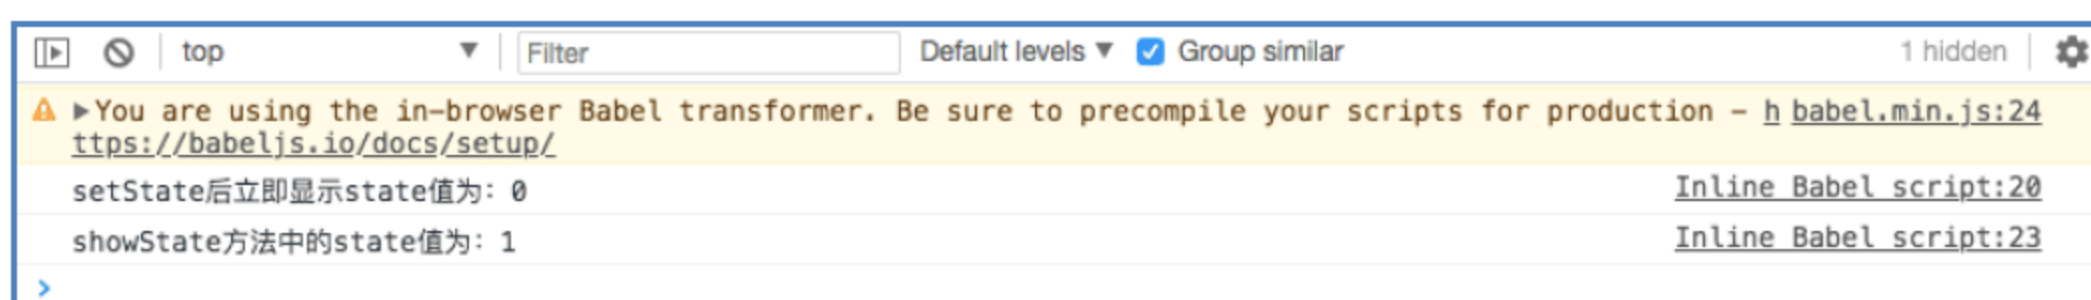 top Filter Default levels Group similar 1 hidden
You are using the in-browser Babel transformer. Be sure to precompile your scripts for production - h babel.min.js:24
ttps://babeljs.io/docs/setup/
setState后立即显示state值为：0 Inline Babel script:20
showState方法中的state值为：1 Inline Babel script:23